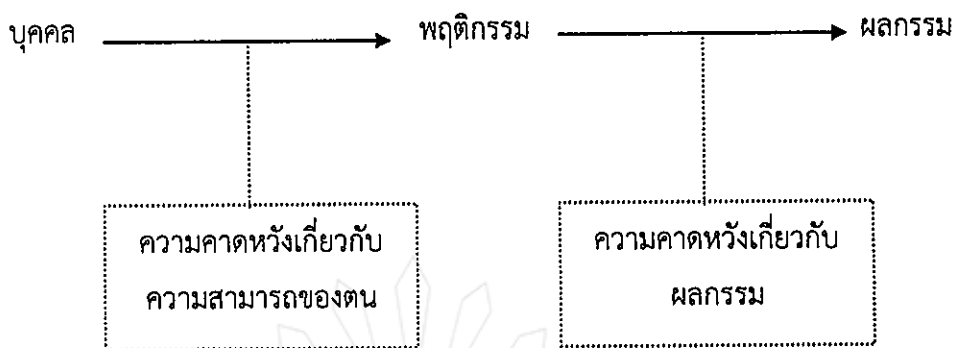 บุคคล
พฤติกรรม
ผลกรรม
ความคาดหวังเกี่ยวกับ
ความสามารถของตน
ความคาดหวังเกี่ยวกับ
ผลกรรม